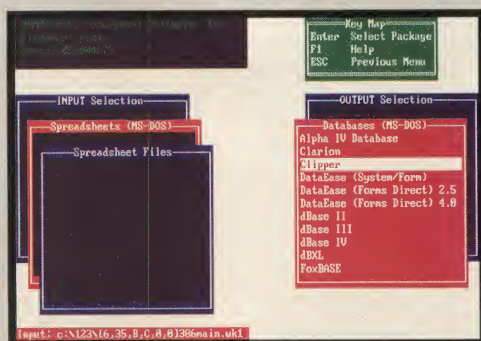 Key Map
Enter Select Package
F1 Help
ESC Previous Menu
INPUT Selection
Spreadsheets (MS-DOS)
Spreadsheet Files
OUTPUT Selection
Databases (MS-DOS)
Alpha IV Database
Clarion
Clipper
DataEase (System/Form)
DataEase (Forms Direct) 2.5
DataEase (Forms Direct) 4.0
dBase II
dBase III
dBase IV
dBXL
FoxBASE
Input: c:\123\[6,35,B,C,0,0]386main.wk1